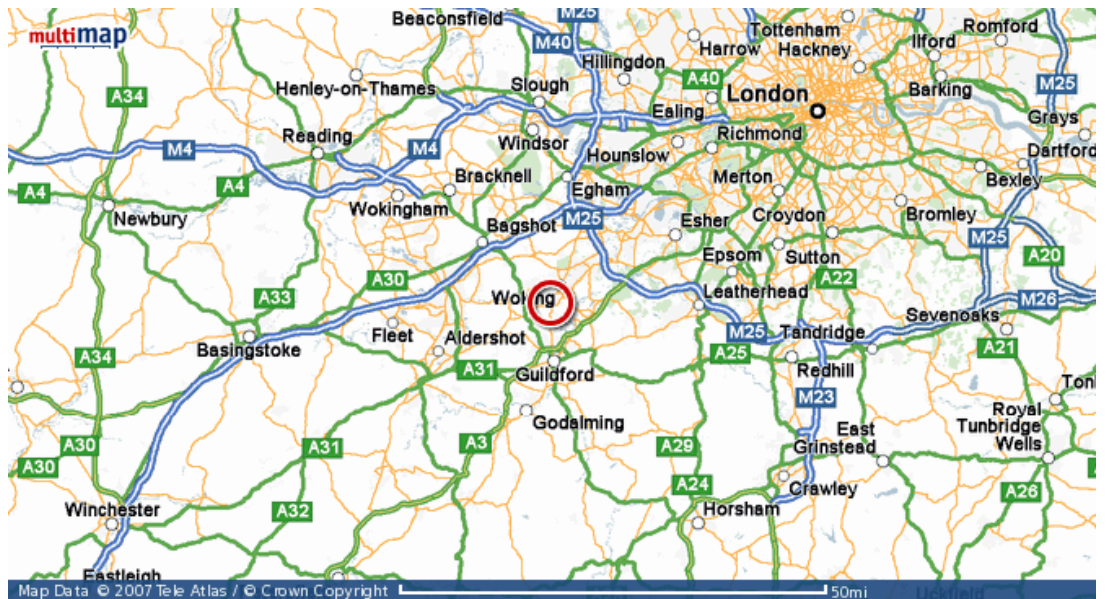 multimap
Beaconsfield
M25
Tottenham
Hackney
Romford
M40
Harrow
Ilford
Hillingdon
A34
Henley-on-Thames
Slough
A40
M25
Ealing
London
Barking
Grays
Reading
Windsor
Richmond
M4
M4
Hounslow
Dartford
A4
A4
Bracknell
Egham
Merton
Bexley
Newbury
Wokingham
M25
Esher
Croydon
Bromley
Bagshot
M25
Epsom
Sutton
A20
A30
A22
A33
Woking
Leatherhead
M26
Sevenoaks
Fleet
Aldershot
M25
Tandridge
Basingstoke
A34
A25
A21
A31
Guildford
Redhill
M23
Godalming
Royal
Tunbridge
Wells
East
Grinstead
A30
A31
A3
A29
A30
A24
Crawley
A26
Winchester
A32
Horsham
Eastleigh
Map Data © 2007 Tele Atlas / © Crown Copyright
50mi